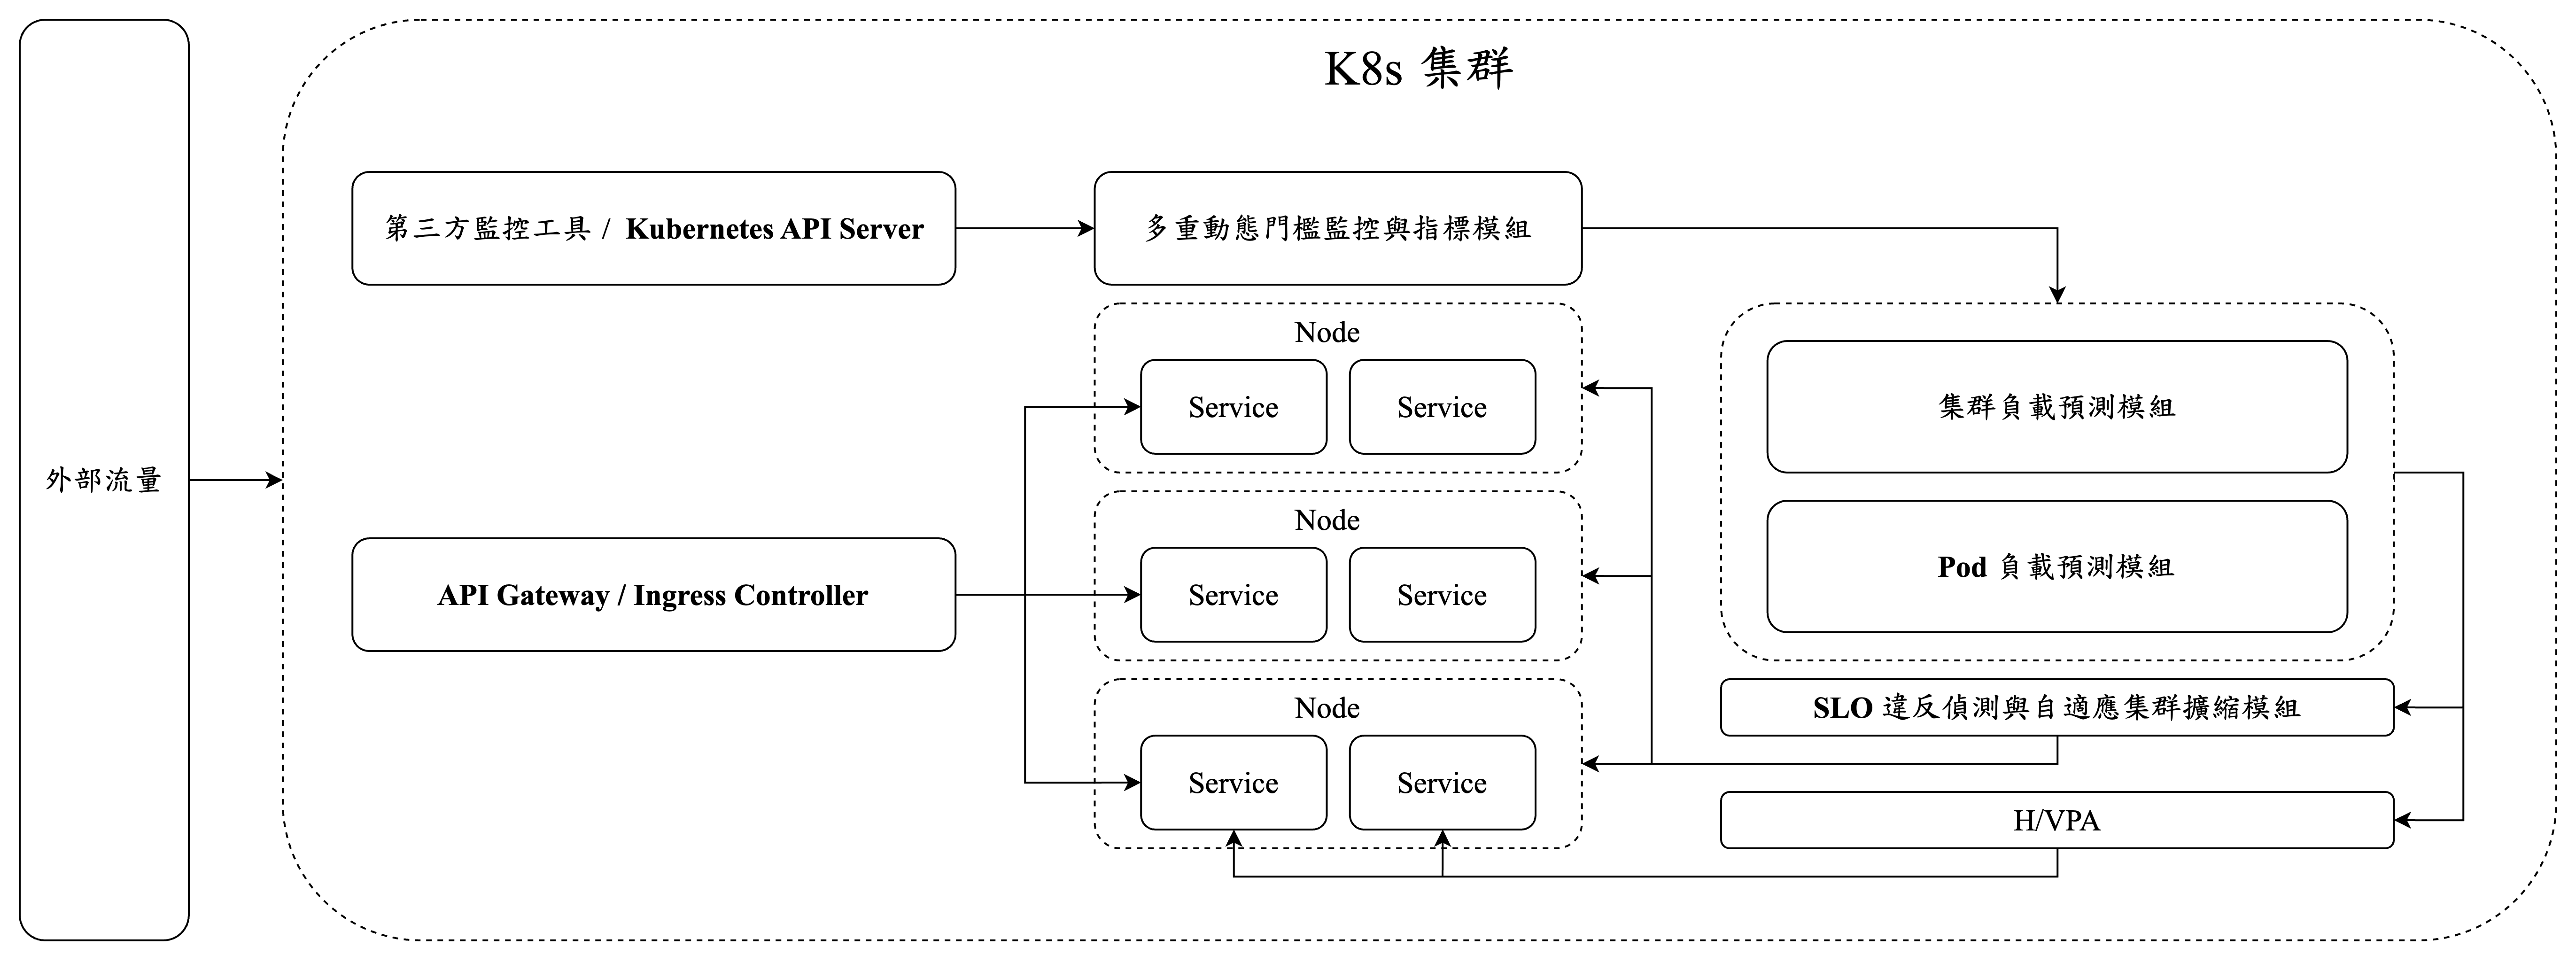 K8s 集群
外部流量
第三方監控工具 / Kubernetes API Server
多重動態門檻監控與指標模組
Node
Service
Service
Node
Service
Service
Node
Service
Service
API Gateway / Ingress Controller
集群負載預測模組
Pod 負載預測模組
SLO 違反偵測與自適應集群擴縮模組
H/VPA